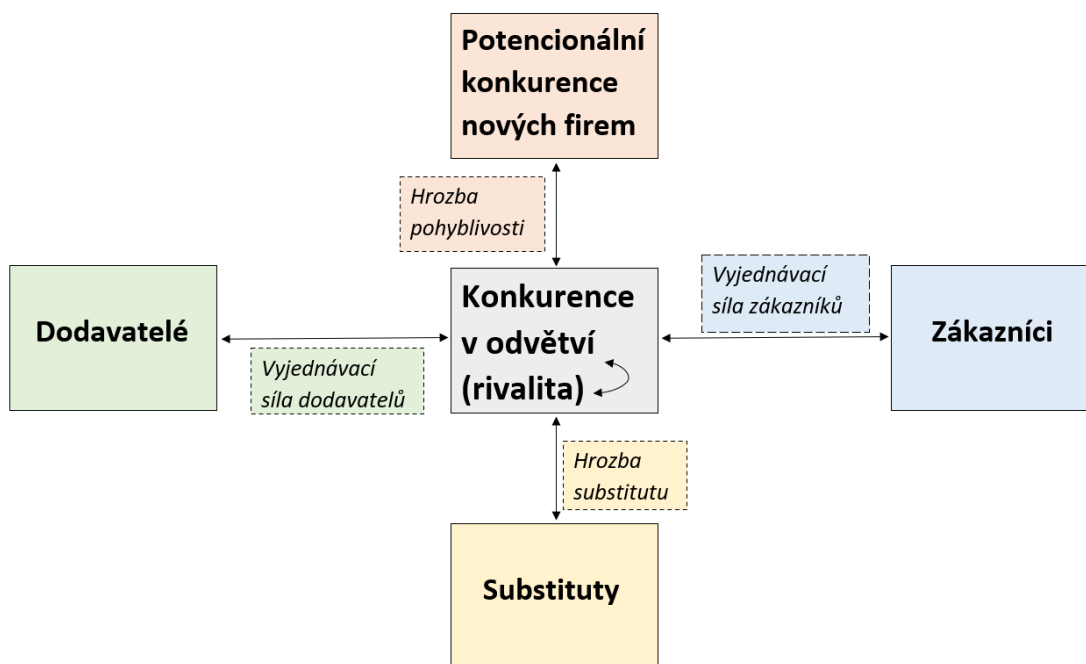 Potencionální
konkurence
nových firem
Hrozba
pohyblivosti
Dodavatelé
Vyjednávací
síla dodavatelů
Konkurence
v odvětví
(rivalita)
Vyjednávací
síla zákazníků
Zákazníci
Hrozba
substitutu
Substituty